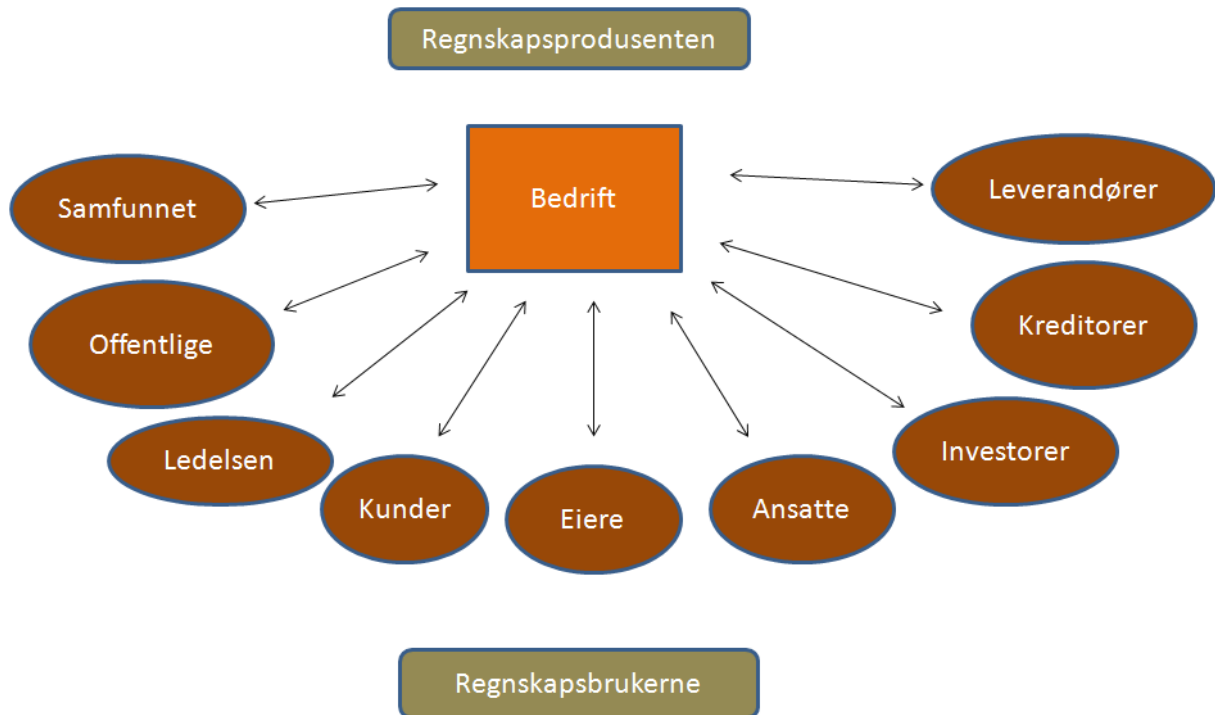 Regnskapsprodusenten
Bedrift
Samfunnet
Leverandører
Offentlige
Kreditorer
Ledelsen
Investorer
Kunder
Eiere
Ansatte
Regnskapsbrukerne